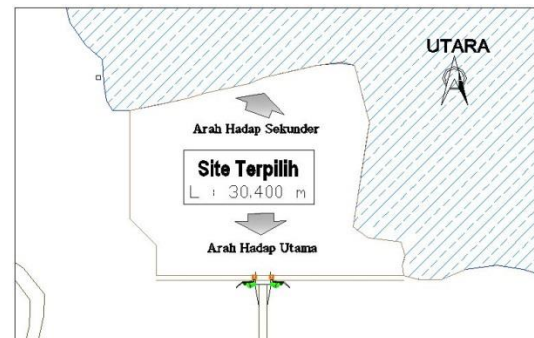 UTARA
Arah Hadap Sekunder
Site Terpilih
L : 30.400 m
Arah Hadap Utama